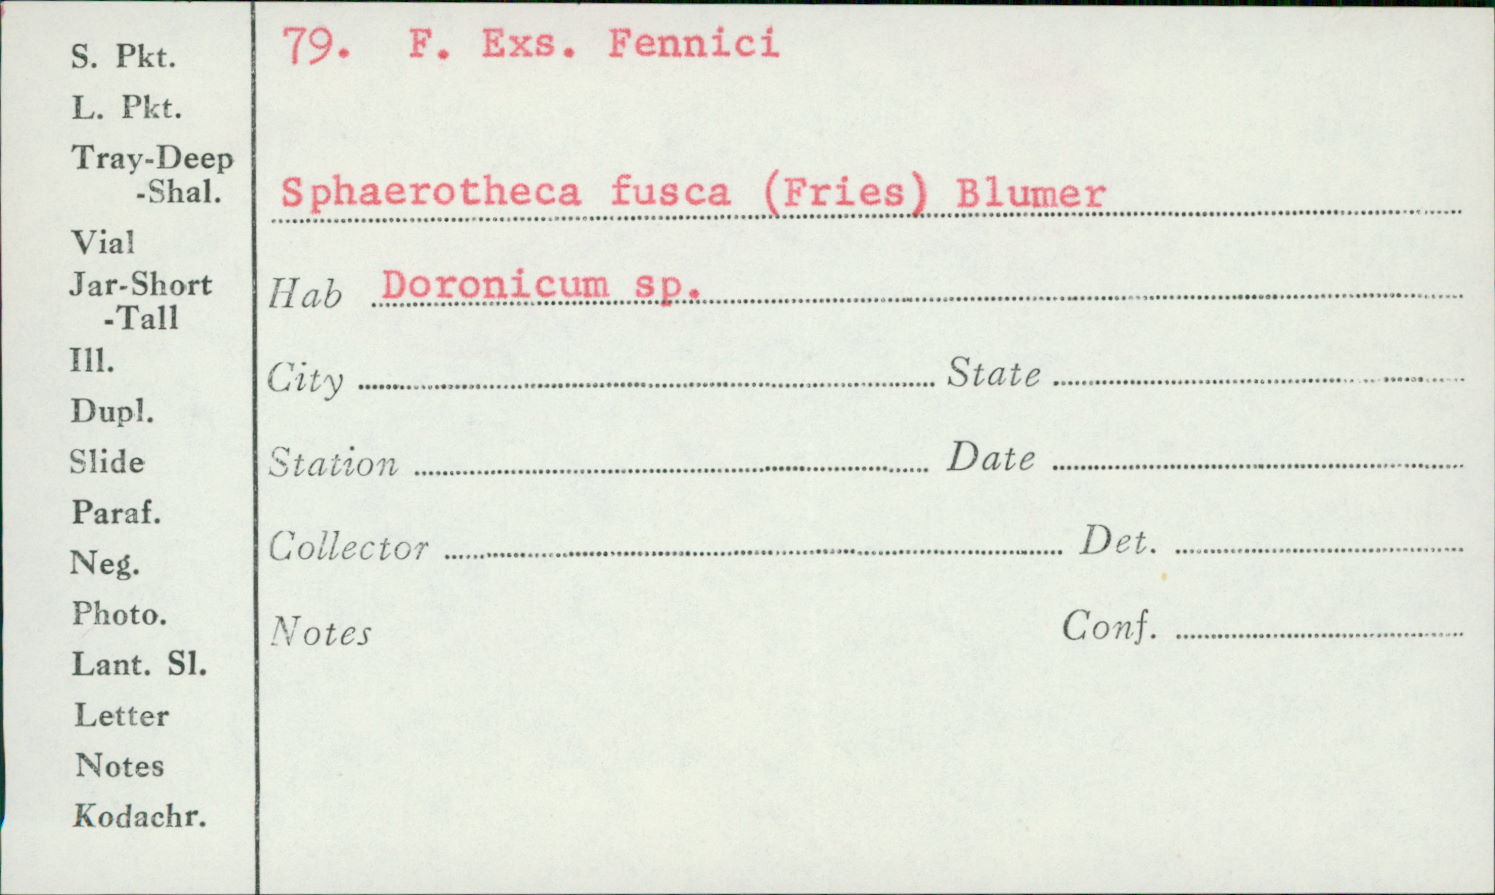 S. Pkt.
L. Pkt.
Tray-Deep
-Shal.
Vial
Jar-Short
-Tall
Ill.
Dupl.
Slide
Paraf.
Neg.
Photo.
Lant. Sl.
Letter
Notes
Kodachr.
79. F. Exs. Fennici
Sphaerotheca fusca (Fries) Blumer
Hab Doronicum sp.
City State
Station Date
Collector Det.
Notes Conf.